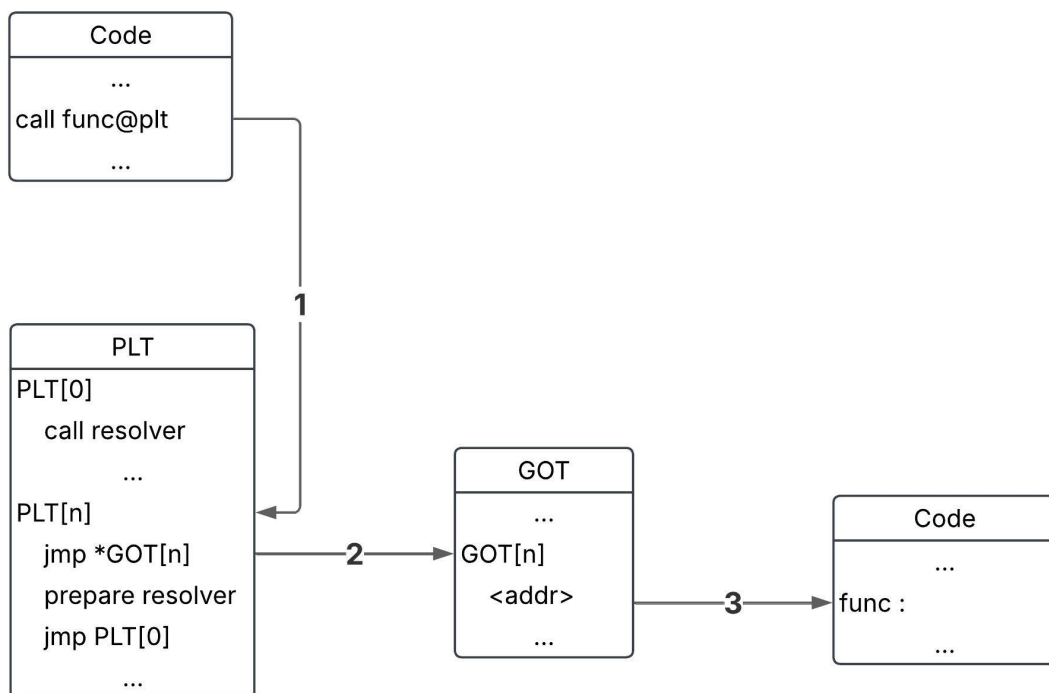 Code
...
call func@plt
...
1
PLT
PLT[0]
call resolver
...
PLT[n]
jmp *GOT[n]
prepare resolver
jmp PLT[0]
...
2
GOT
...
GOT[n]
<addr>
...
3
Code
...
func :
...